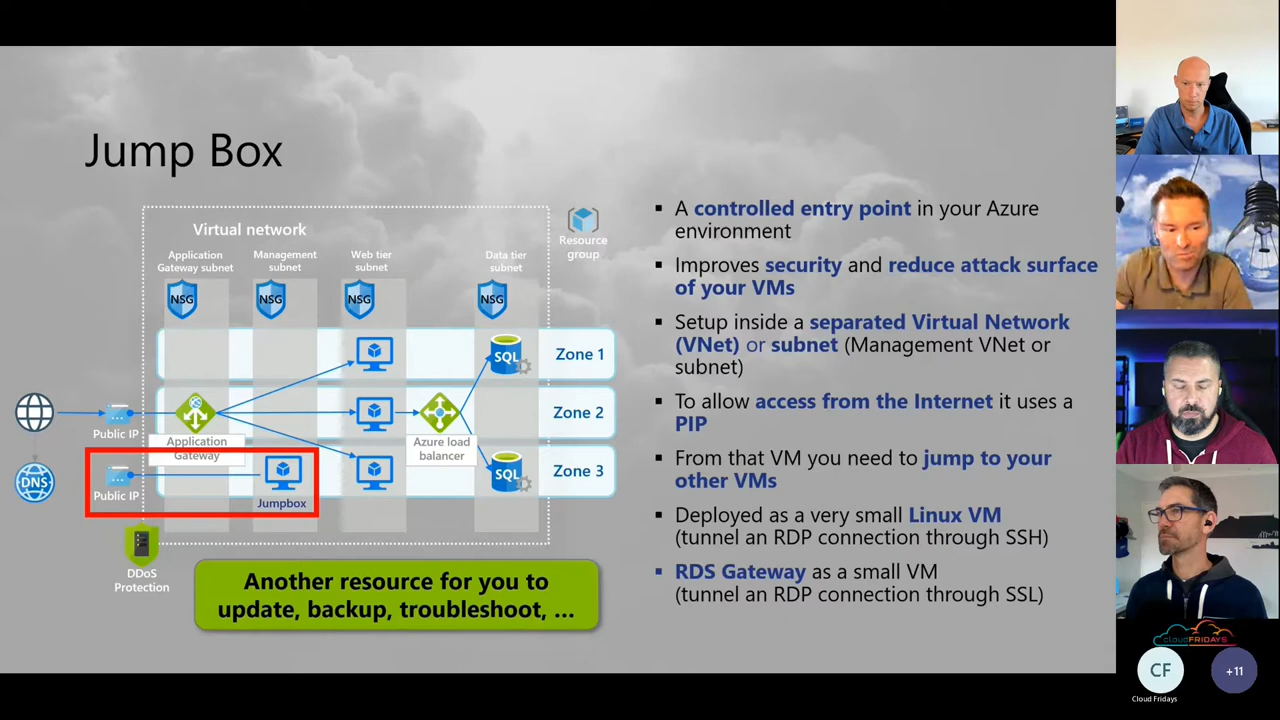 Jump Box
Virtual network
Resource
group
Application
Gateway subnet
Management
subnet
Web tier
subnet
Data tier
subnet
NSG
NSG
NSG
NSG
Zone 1
SQL
Zone 2
Public IP
Application
Gateway
Azure load
balancer
Zone 3
SQL
DNS
Public IP
Jumpbox
DDoS
Protection
Another resource for you to
update, backup, troubleshoot, ...
▪ A controlled entry point in your Azure
environment
▪ Improves security and reduce attack surface
of your VMs
▪ Setup inside a separated Virtual Network
(VNet) or subnet (Management VNet or
subnet)
▪ To allow access from the Internet it uses a
PIP
▪ From that VM you need to jump to your
other VMs
▪ Deployed as a very small Linux VM
(tunnel an RDP connection through SSH)
▪ RDS Gateway as a small VM
(tunnel an RDP connection through SSL)
cloudFRIDAYS
CF
+11
Cloud Fridays